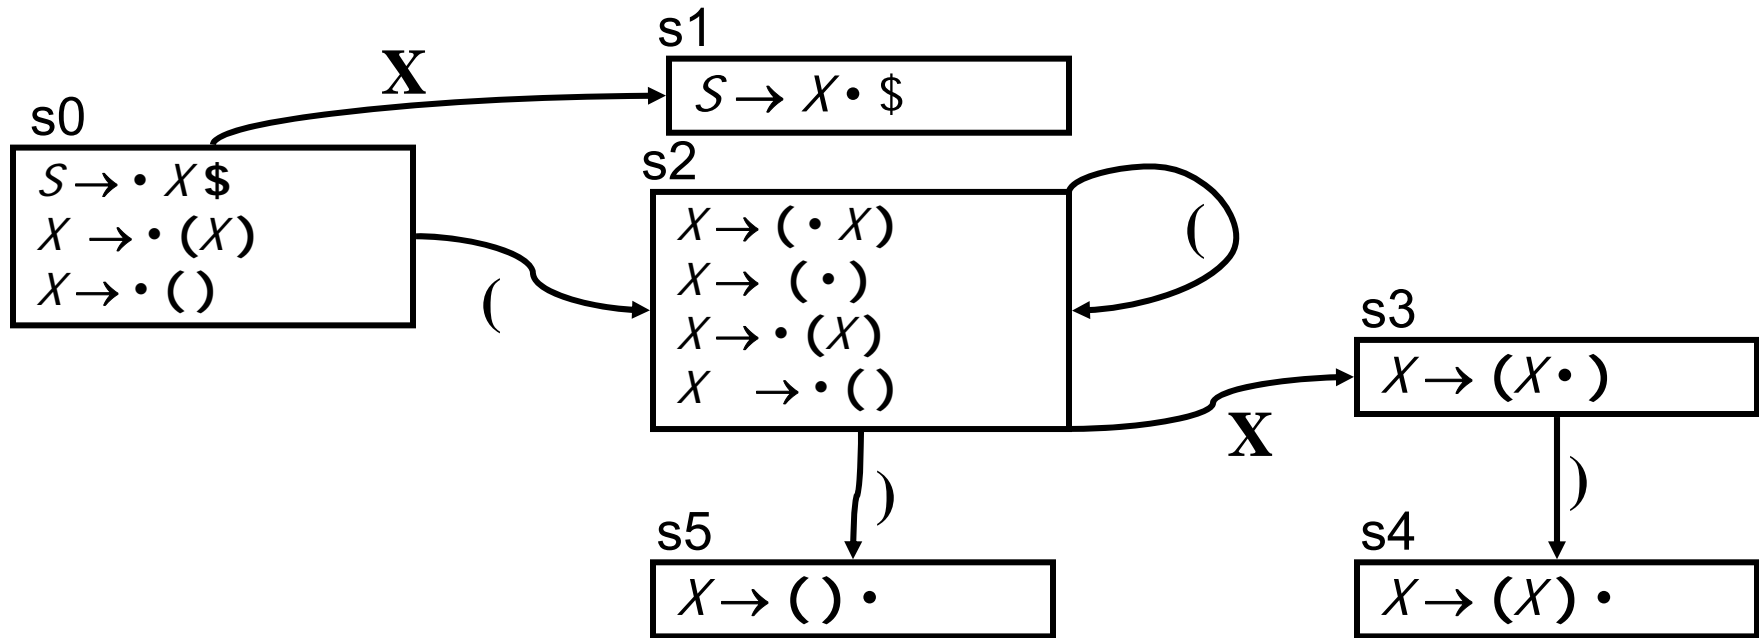 s0
S → • X $
X → • (X)
X → • ()
X
s1
S → X • $
(
s2
X → (• X)
X → (•)
X → • (X)
X → • ()
(
X
s3
X → (X •)
)
s5
X → () •
)
s4
X → (X) •